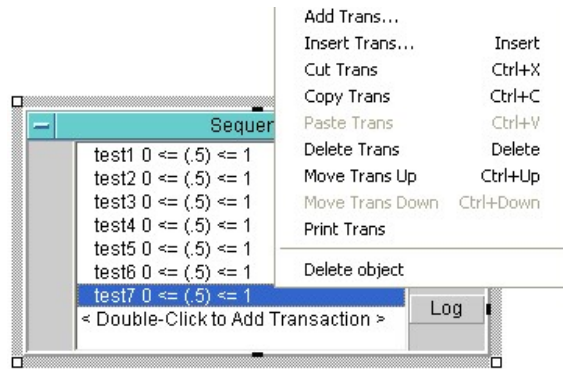 Add Trans...
Insert Trans... Insert
Cut Trans Ctrl+X
Copy Trans Ctrl+C
Paste Trans Ctrl+V
Delete Trans Delete
Move Trans Up Ctrl+Up
Move Trans Down Ctrl+Down
Print Trans
Delete object
Sequen
test1 0 <= (.5) <= 1
test2 0 <= (.5) <= 1
test3 0 <= (.5) <= 1
test4 0 <= (.5) <= 1
test5 0 <= (.5) <= 1
test6 0 <= (.5) <= 1
test7 0 <= (.5) <= 1
< Double-Click to Add Transaction >
Log